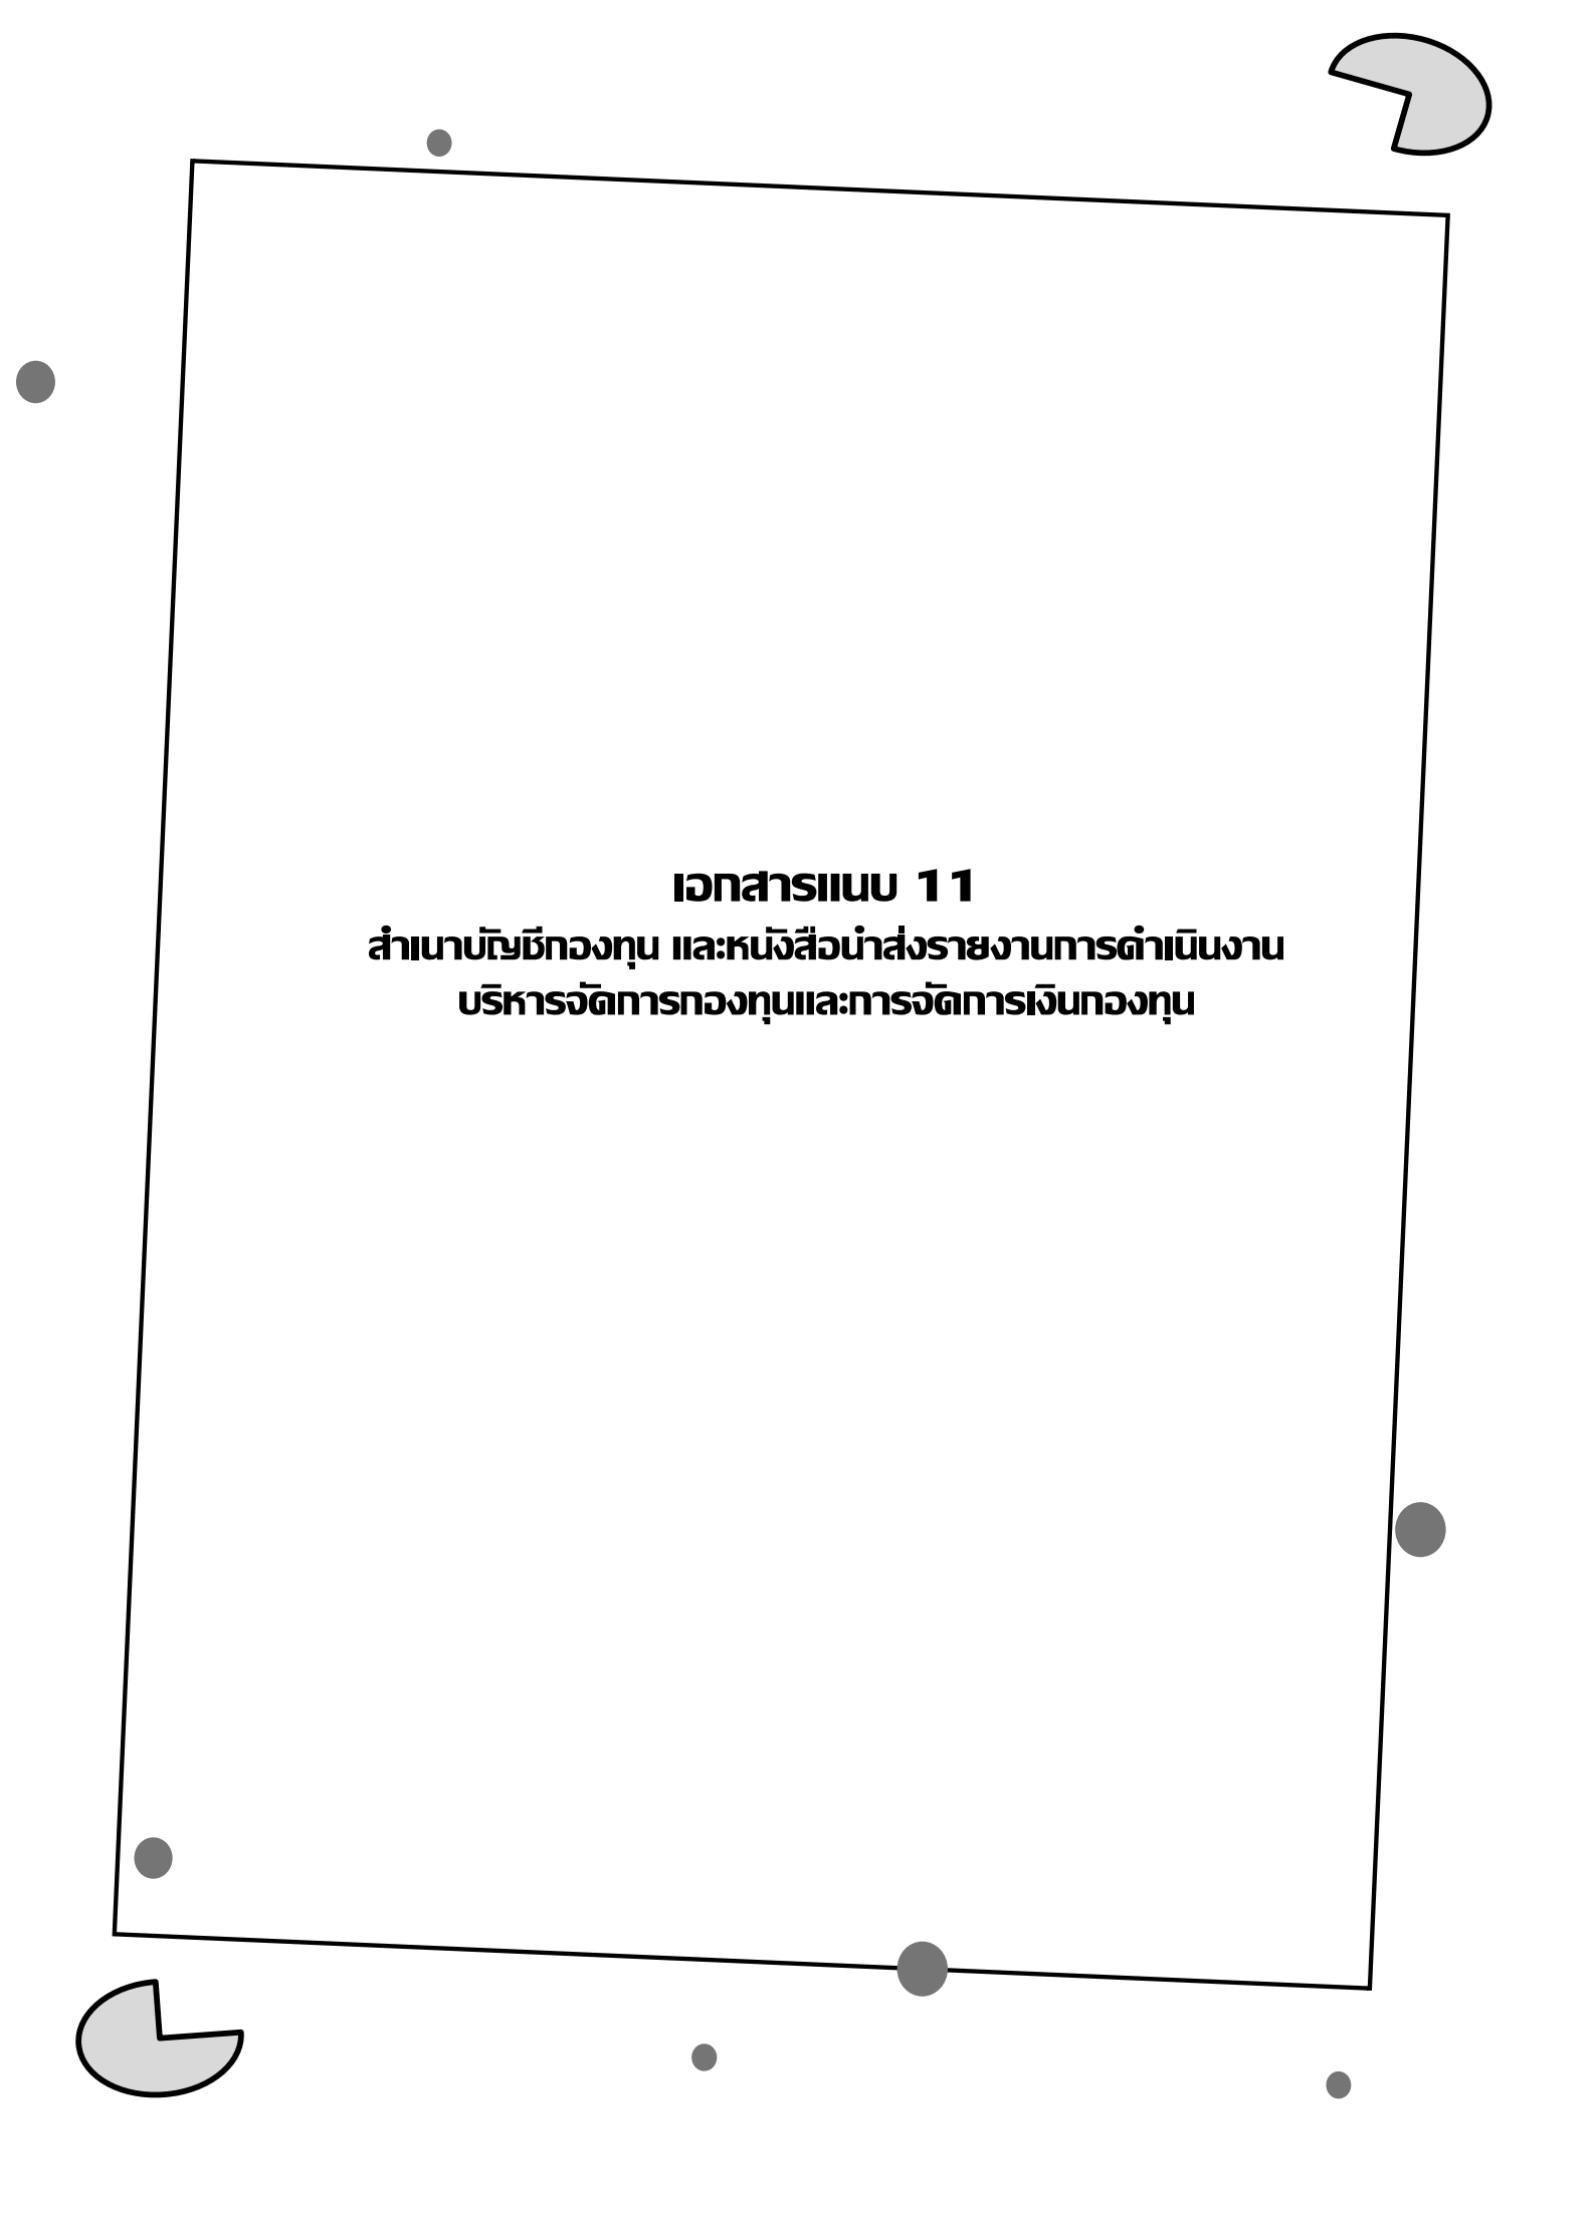 เอกสารแนบ 11
สำเนาบัญชีกองทุน และหนังสือนำส่งรายงานการดำเนินงาน
บริหารจัดการกองทุนและการจัดการเงินกองทุน